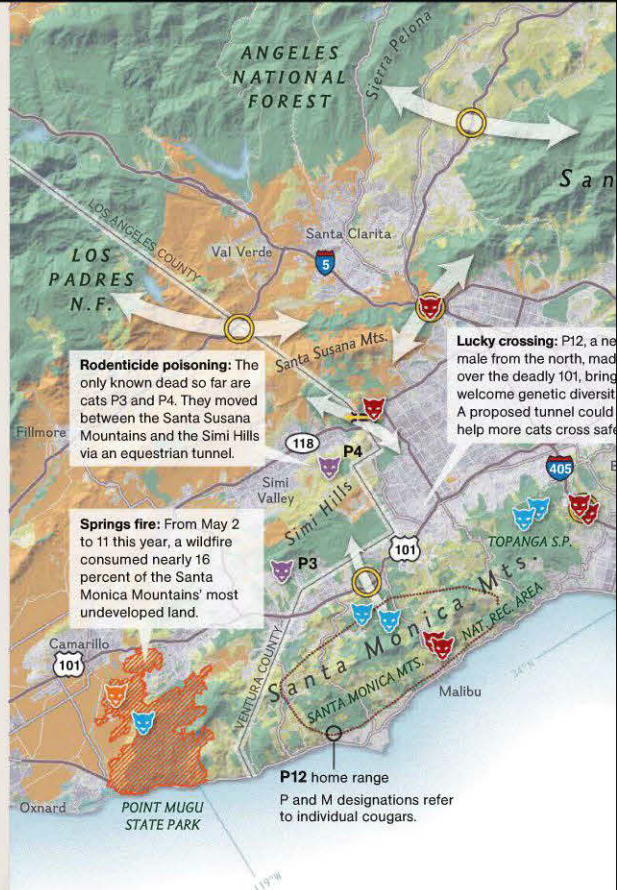 ANGELES
NATIONAL
FOREST
Sierra Pelona
San
LOS ANGELES COUNTY
LOS
PADRES
N.F.
Val Verde
Santa Clarita
5
Santa Susana Mts.
Rodenticide poisoning: The
only known dead so far are
cats P3 and P4. They moved
between the Santa Susana
Mountains and the Simi Hills
via an equestrian tunnel.
Lucky crossing: P12, a ne
male from the north, mad
over the deadly 101, bring
welcome genetic diversit
A proposed tunnel could
help more cats cross safe
Fillmore
118
P4
Simi
Valley
Simi Hills
405
Springs fire: From May 2
to 11 this year, a wildfire
consumed nearly 16
percent of the Santa
Monica Mountains' most
undeveloped land.
P3
101
TOPANGA S.P.
Camarillo
101
VENTURA COUNTY
Santa Monica Mts.
SANTA MONICA MTS.
NAT. REC. AREA
Malibu
34°N
P12 home range
P and M designations refer
to individual cougars.
Oxnard
POINT MUGU
STATE PARK
119°W